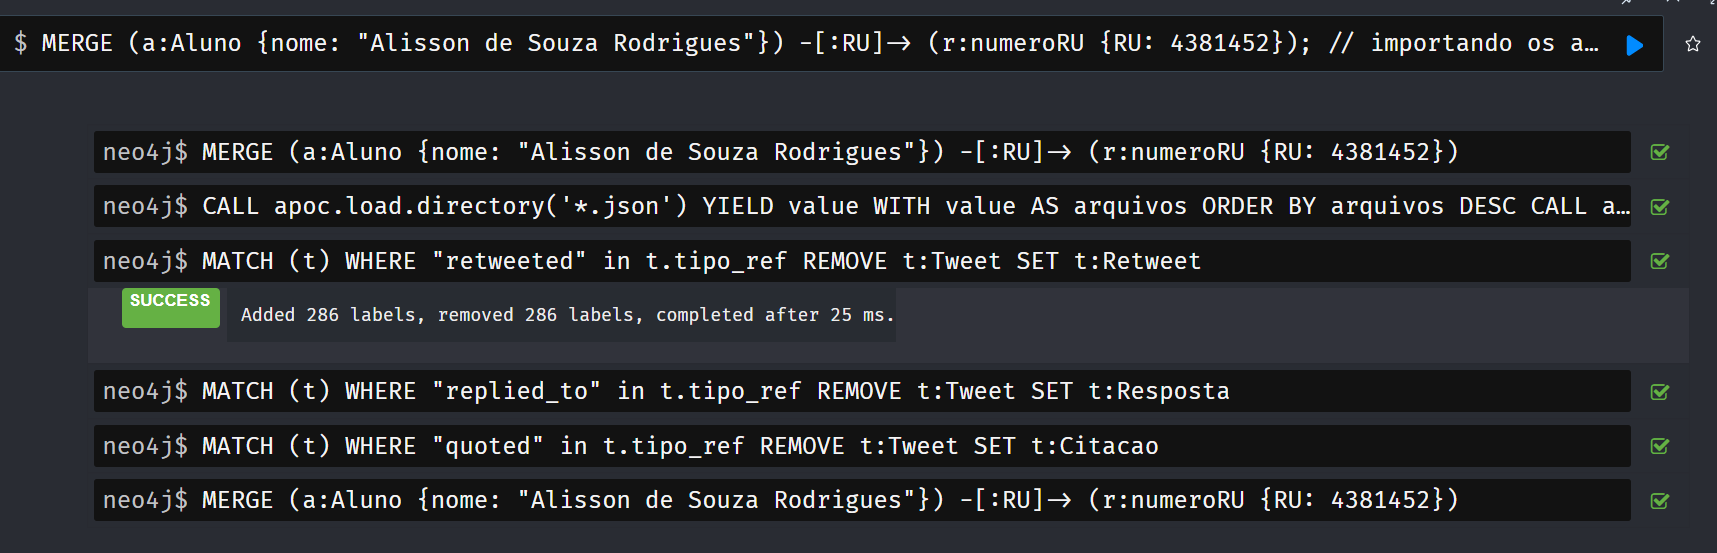 $ MERGE (a:Aluno {nome: "Alisson de Souza Rodrigues"}) -[:RU]-> (r:numeroRU {RU: 4381452}); // importando os a…
neo4j$ MERGE (a:Aluno {nome: "Alisson de Souza Rodrigues"}) -[:RU]-> (r:numeroRU {RU: 4381452})
neo4j$ CALL apoc.load.directory('*.json') YIELD value WITH value AS arquivos ORDER BY arquivos DESC CALL a…
neo4j$ MATCH (t) WHERE "retweeted" in t.tipo_ref REMOVE t:Tweet SET t:Retweet
SUCCESS Added 286 labels, removed 286 labels, completed after 25 ms.
neo4j$ MATCH (t) WHERE "replied_to" in t.tipo_ref REMOVE t:Tweet SET t:Resposta
neo4j$ MATCH (t) WHERE "quoted" in t.tipo_ref REMOVE t:Tweet SET t:Citacao
neo4j$ MERGE (a:Aluno {nome: "Alisson de Souza Rodrigues"}) -[:RU]-> (r:numeroRU {RU: 4381452})